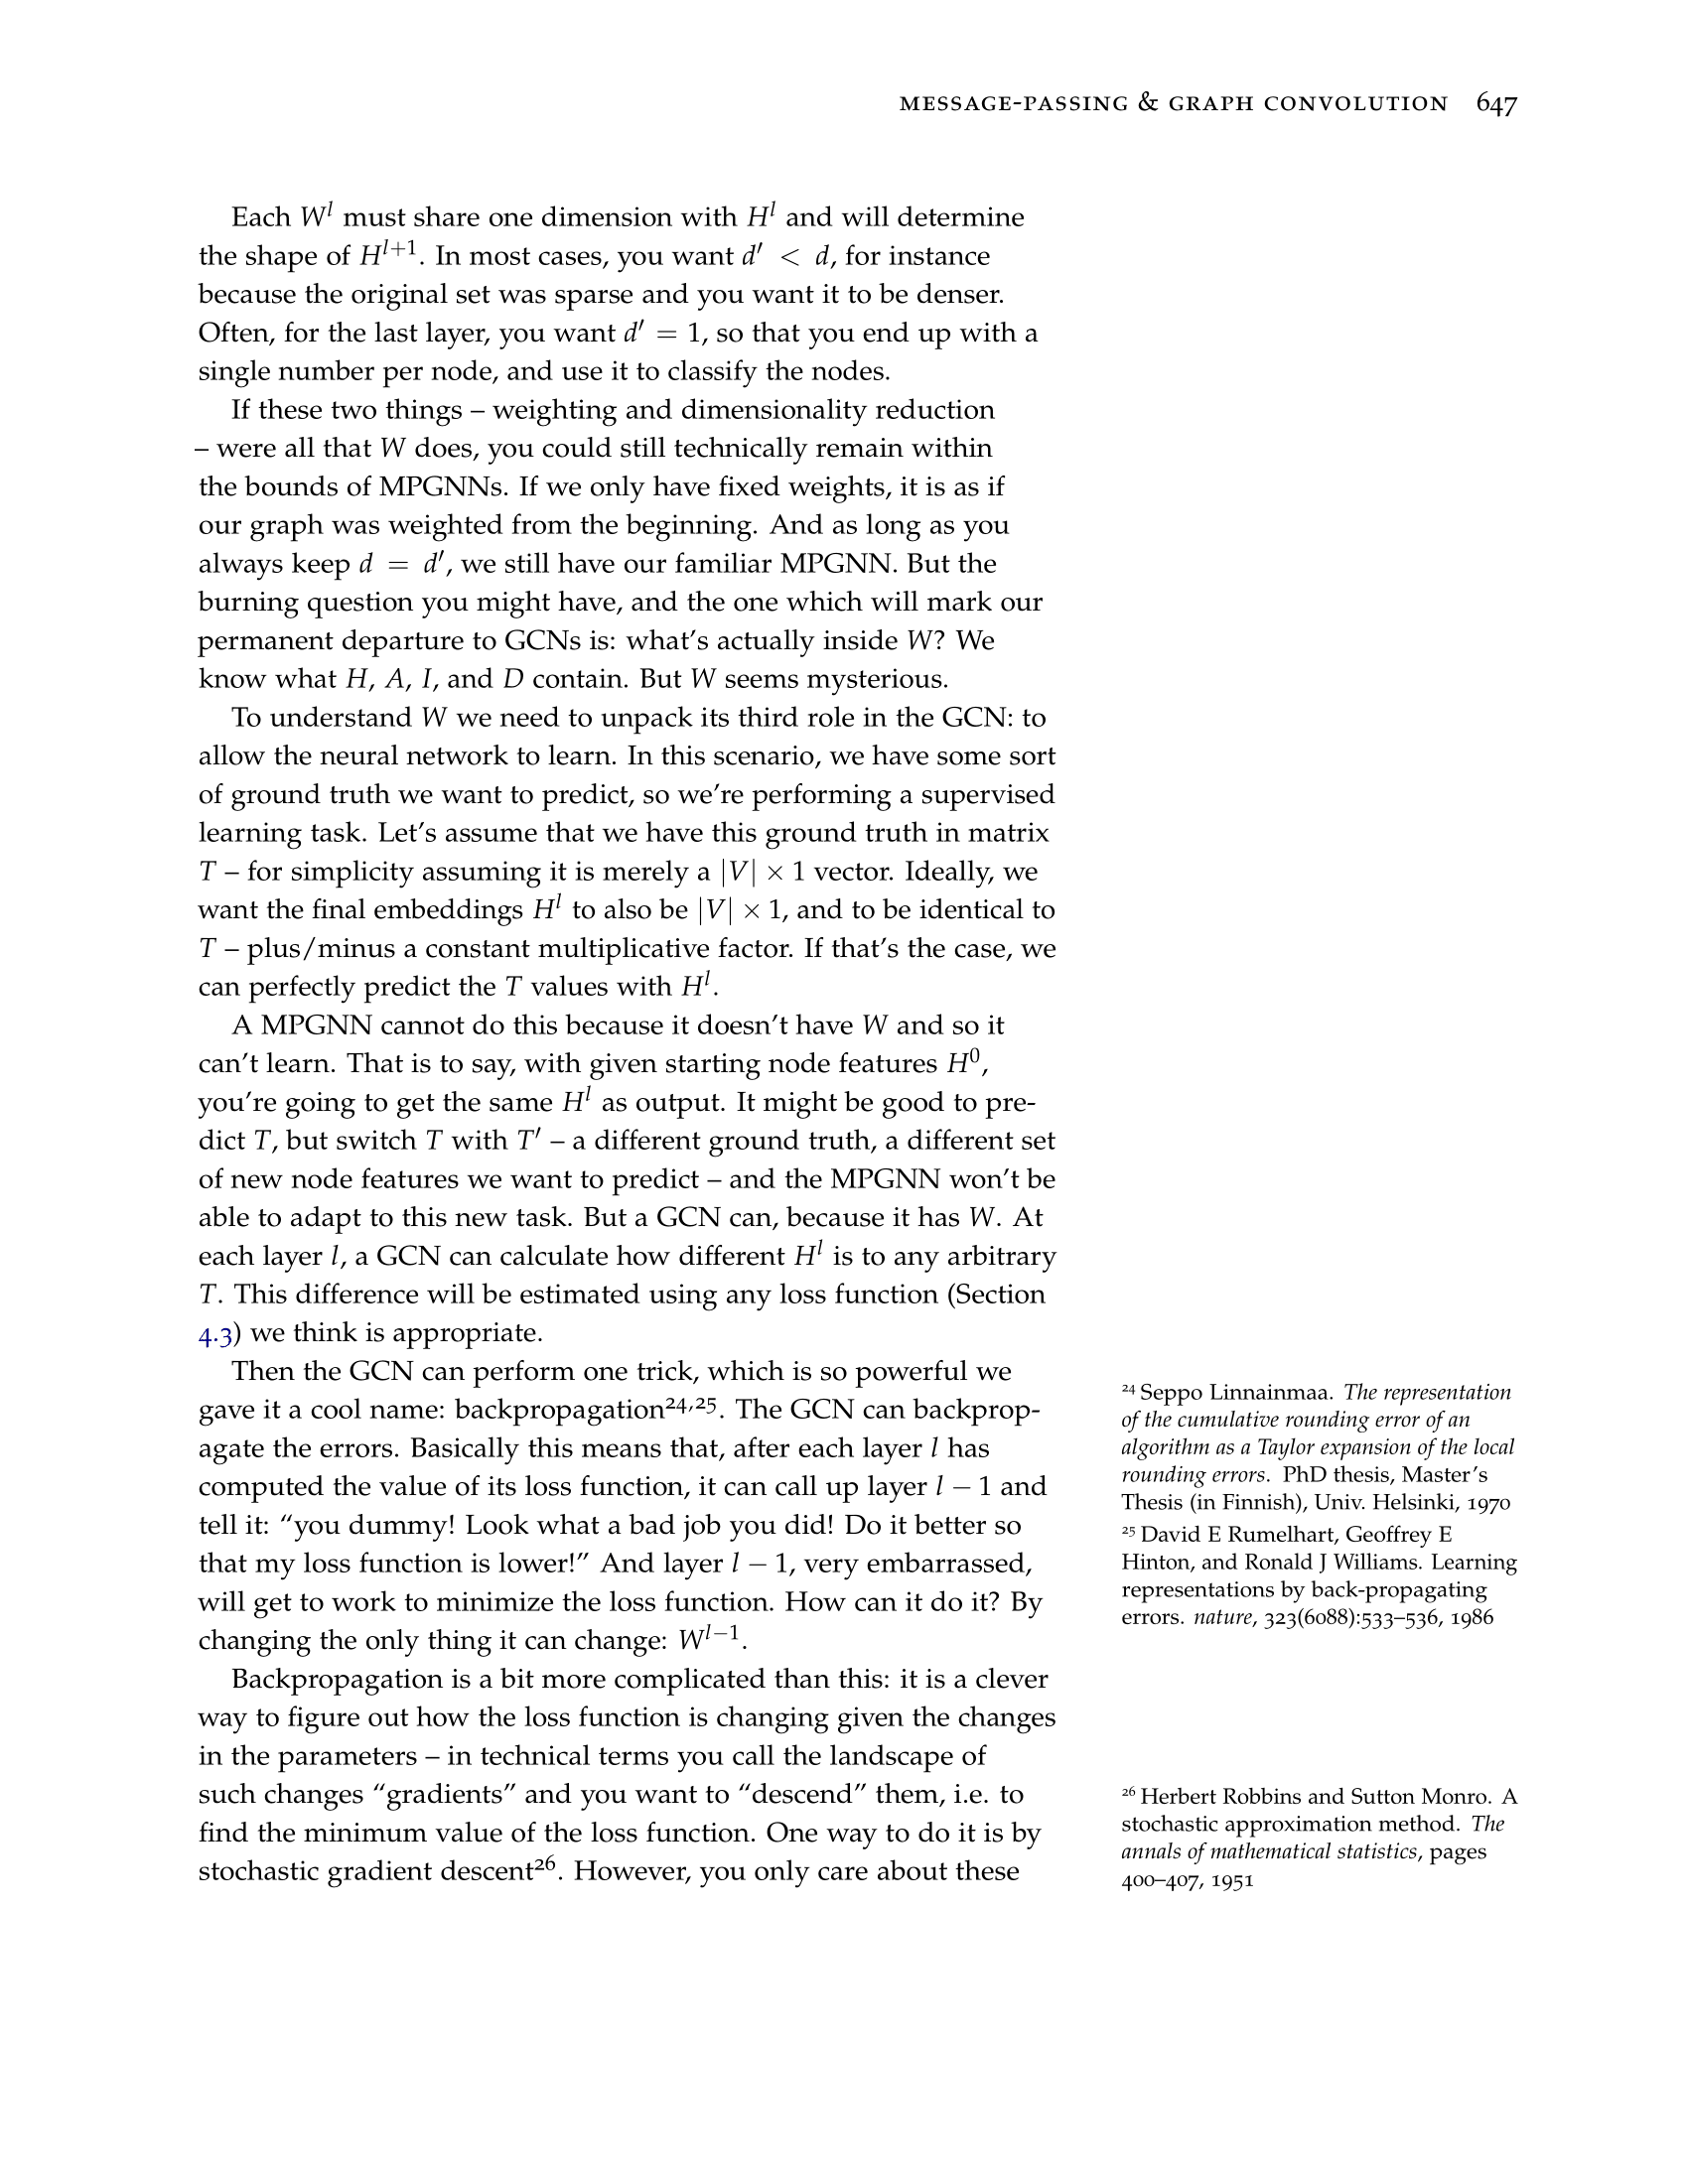 MESSAGE-PASSING & GRAPH CONVOLUTION 647
Each W^l must share one dimension with H^l and will determine
the shape of H^{l+1}. In most cases, you want d′ < d, for instance
because the original set was sparse and you want it to be denser.
Often, for the last layer, you want d′ = 1, so that you end up with a
single number per node, and use it to classify the nodes.
If these two things – weighting and dimensionality reduction
– were all that W does, you could still technically remain within
the bounds of MPGNNs. If we only have fixed weights, it is as if
our graph was weighted from the beginning. And as long as you
always keep d = d′, we still have our familiar MPGNN. But the
burning question you might have, and the one which will mark our
permanent departure to GCNs is: what's actually inside W? We
know what H, A, I, and D contain. But W seems mysterious.
To understand W we need to unpack its third role in the GCN: to
allow the neural network to learn. In this scenario, we have some sort
of ground truth we want to predict, so we're performing a supervised
learning task. Let's assume that we have this ground truth in matrix
T – for simplicity assuming it is merely a |V| × 1 vector. Ideally, we
want the final embeddings H^l to also be |V| × 1, and to be identical to
T – plus/minus a constant multiplicative factor. If that's the case, we
can perfectly predict the T values with H^l.
A MPGNN cannot do this because it doesn't have W and so it
can't learn. That is to say, with given starting node features H^0,
you're going to get the same H^l as output. It might be good to pre-
dict T, but switch T with T′ – a different ground truth, a different set
of new node features we want to predict – and the MPGNN won't be
able to adapt to this new task. But a GCN can, because it has W. At
each layer l, a GCN can calculate how different H^l is to any arbitrary
T. This difference will be estimated using any loss function (Section
4.3) we think is appropriate.
Then the GCN can perform one trick, which is so powerful we
gave it a cool name: backpropagation^{24,25}. The GCN can backprop-
agate the errors. Basically this means that, after each layer l has
computed the value of its loss function, it can call up layer l − 1 and
tell it: “you dummy! Look what a bad job you did! Do it better so
that my loss function is lower!” And layer l − 1, very embarrassed,
will get to work to minimize the loss function. How can it do it? By
changing the only thing it can change: W^{l−1}.
Backpropagation is a bit more complicated than this: it is a clever
way to figure out how the loss function is changing given the changes
in the parameters – in technical terms you call the landscape of
such changes “gradients” and you want to “descend” them, i.e. to
find the minimum value of the loss function. One way to do it is by
stochastic gradient descent^{26}. However, you only care about these
24 Seppo Linnainmaa. The representation
of the cumulative rounding error of an
algorithm as a Taylor expansion of the local
rounding errors. PhD thesis, Master's
Thesis (in Finnish), Univ. Helsinki, 1970
25 David E Rumelhart, Geoffrey E
Hinton, and Ronald J Williams. Learning
representations by back-propagating
errors. nature, 323(6088):533–536, 1986
26 Herbert Robbins and Sutton Monro. A
stochastic approximation method. The
annals of mathematical statistics, pages
400–407, 1951